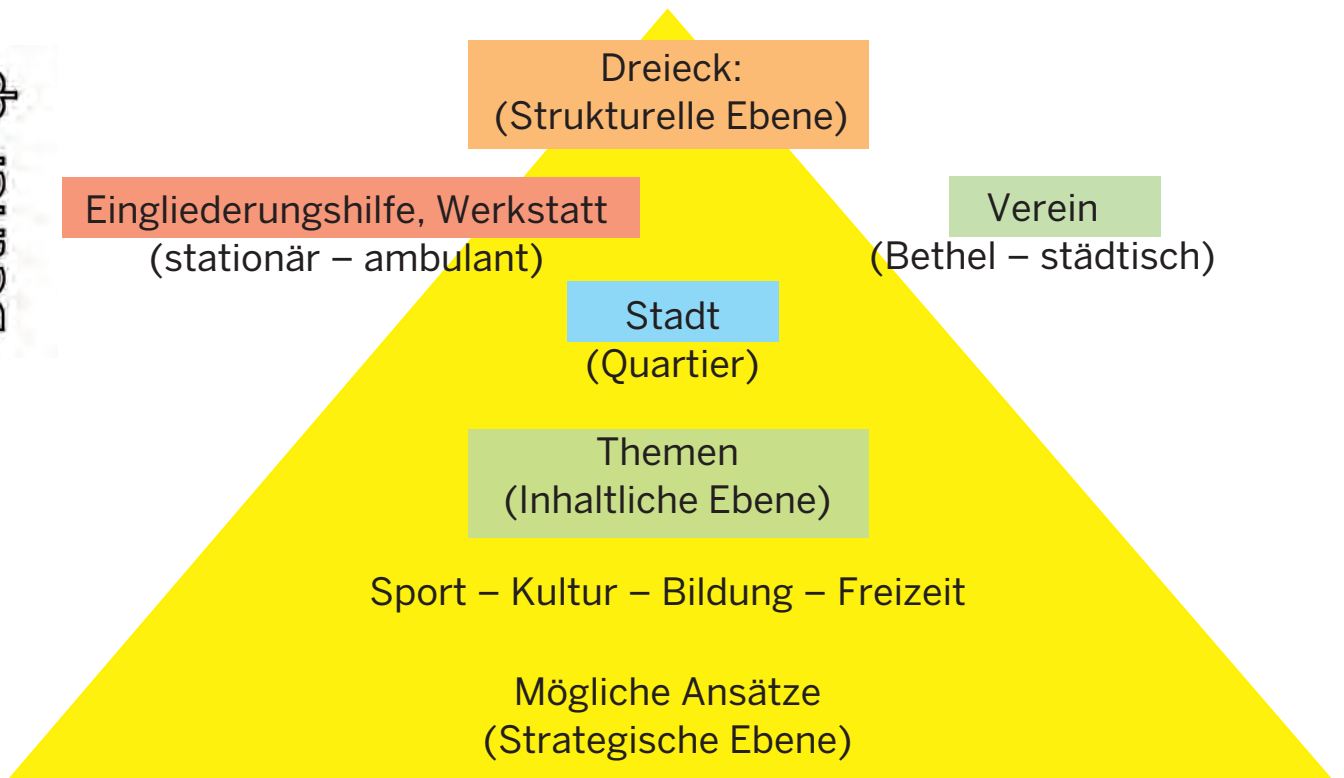 Dreieck:
(Strukturelle Ebene)
Eingliederungshilfe, Werkstatt
(stationär – ambulant)
Verein
(Bethel – städtisch)
Stadt
(Quartier)
Themen
(Inhaltliche Ebene)
Sport – Kultur – Bildung – Freizeit
Mögliche Ansätze
(Strategische Ebene)